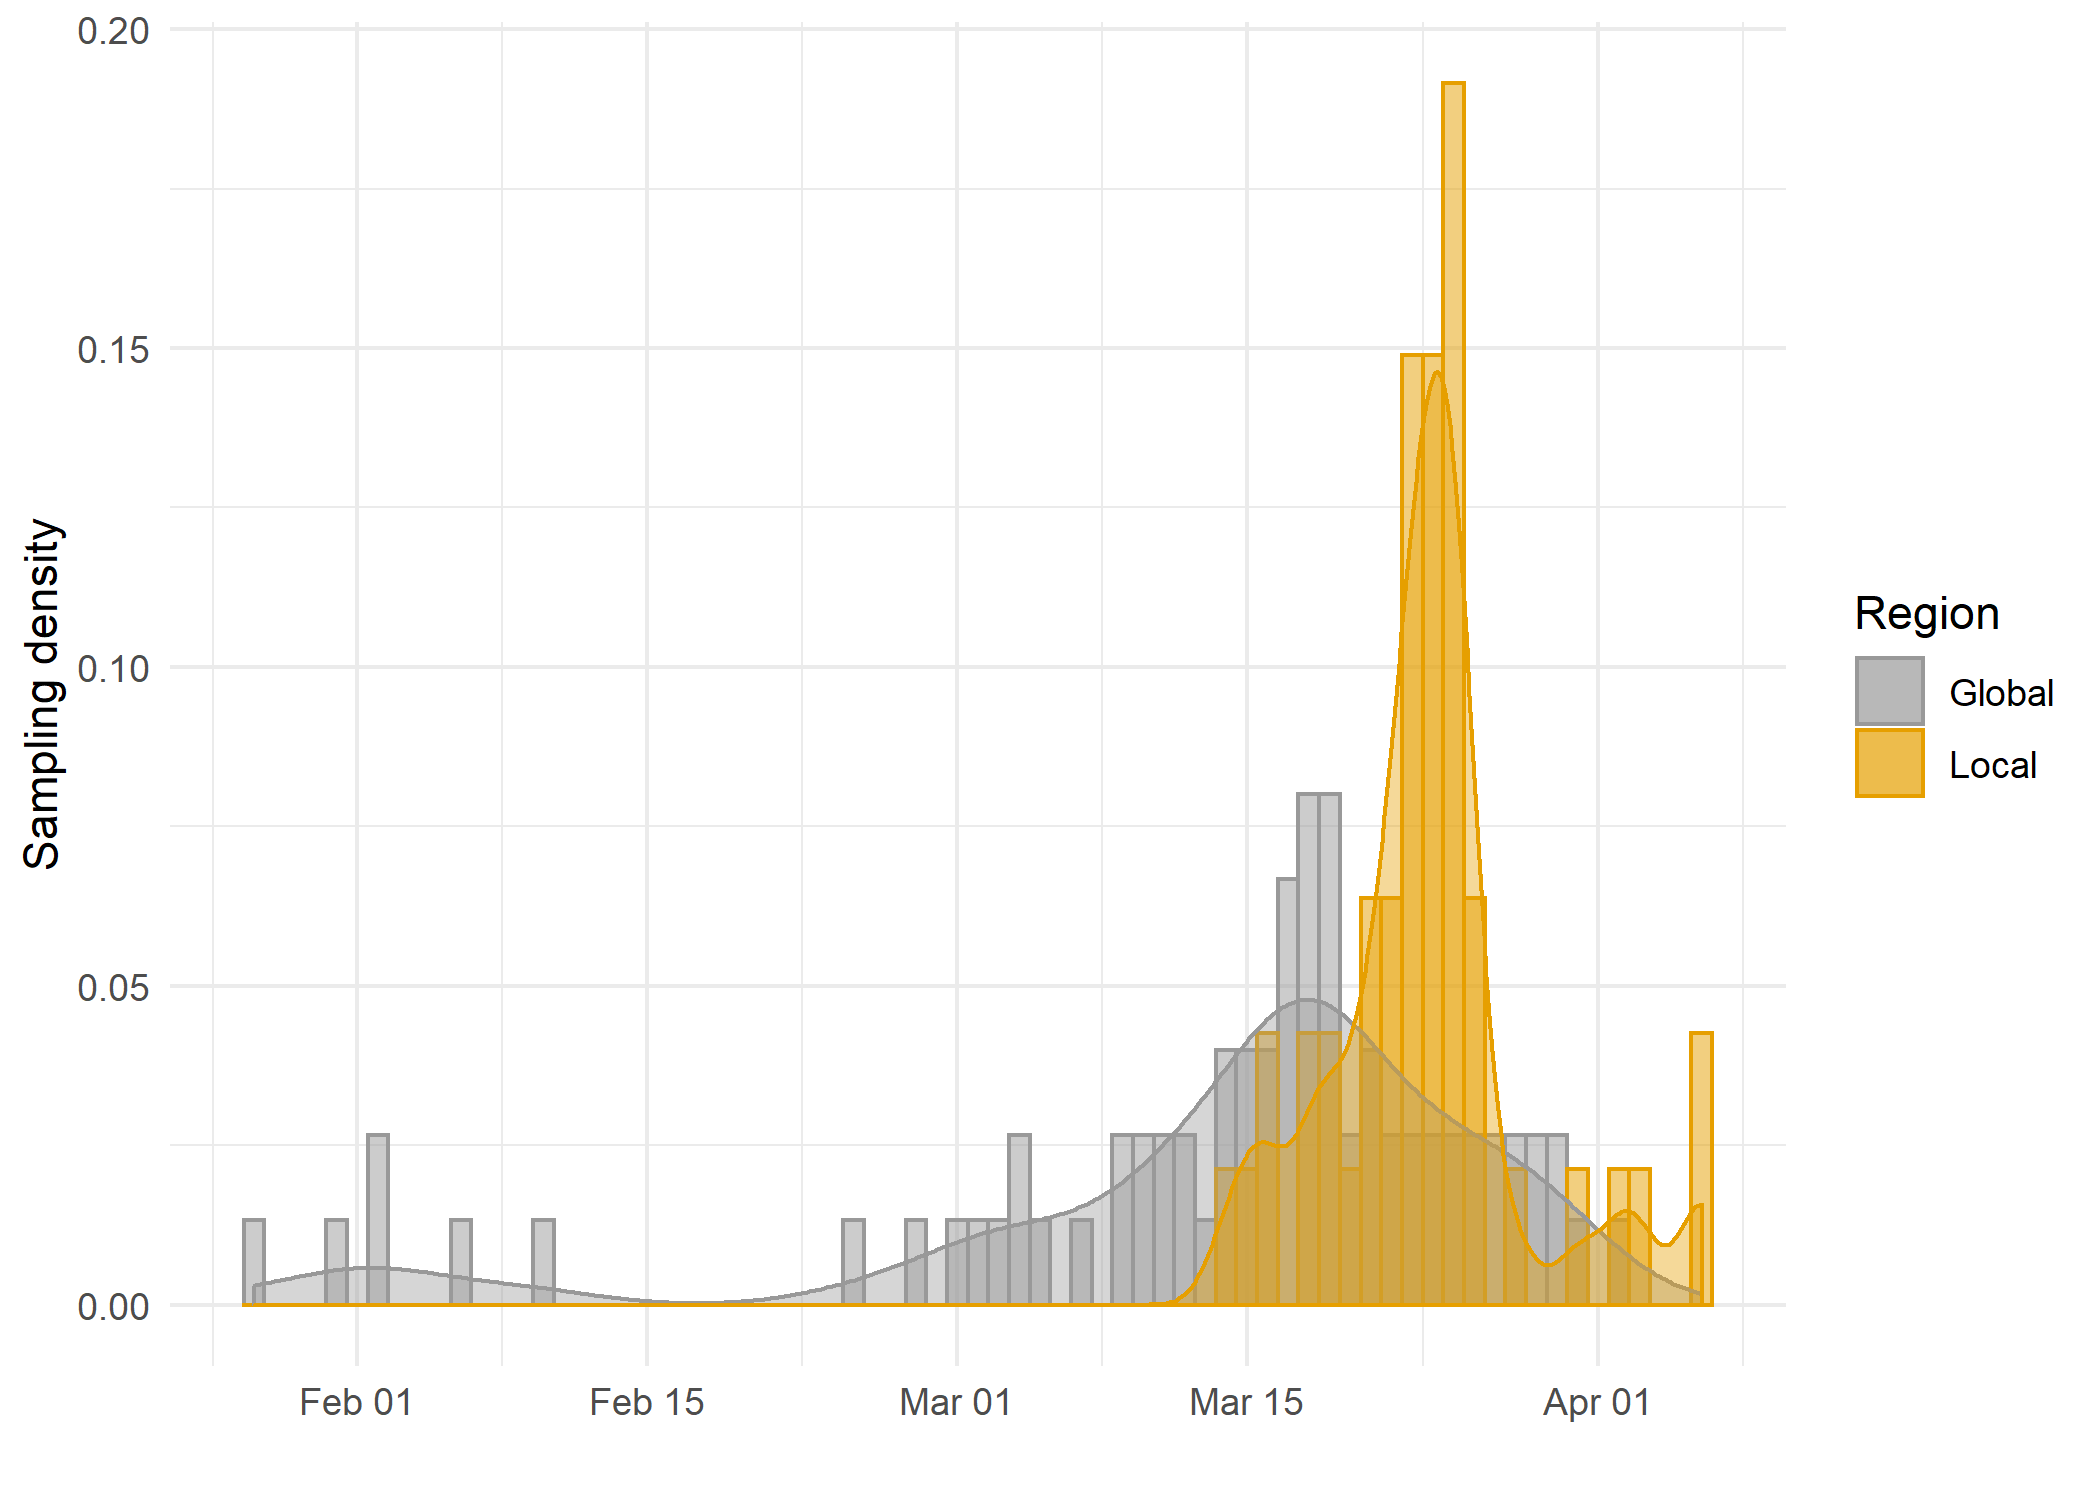 0.20
0.15
0.10
0.05
0.00
Sampling density
Feb 01
Feb 15
Mar 01
Mar 15
Apr 01
Region
Global
Local